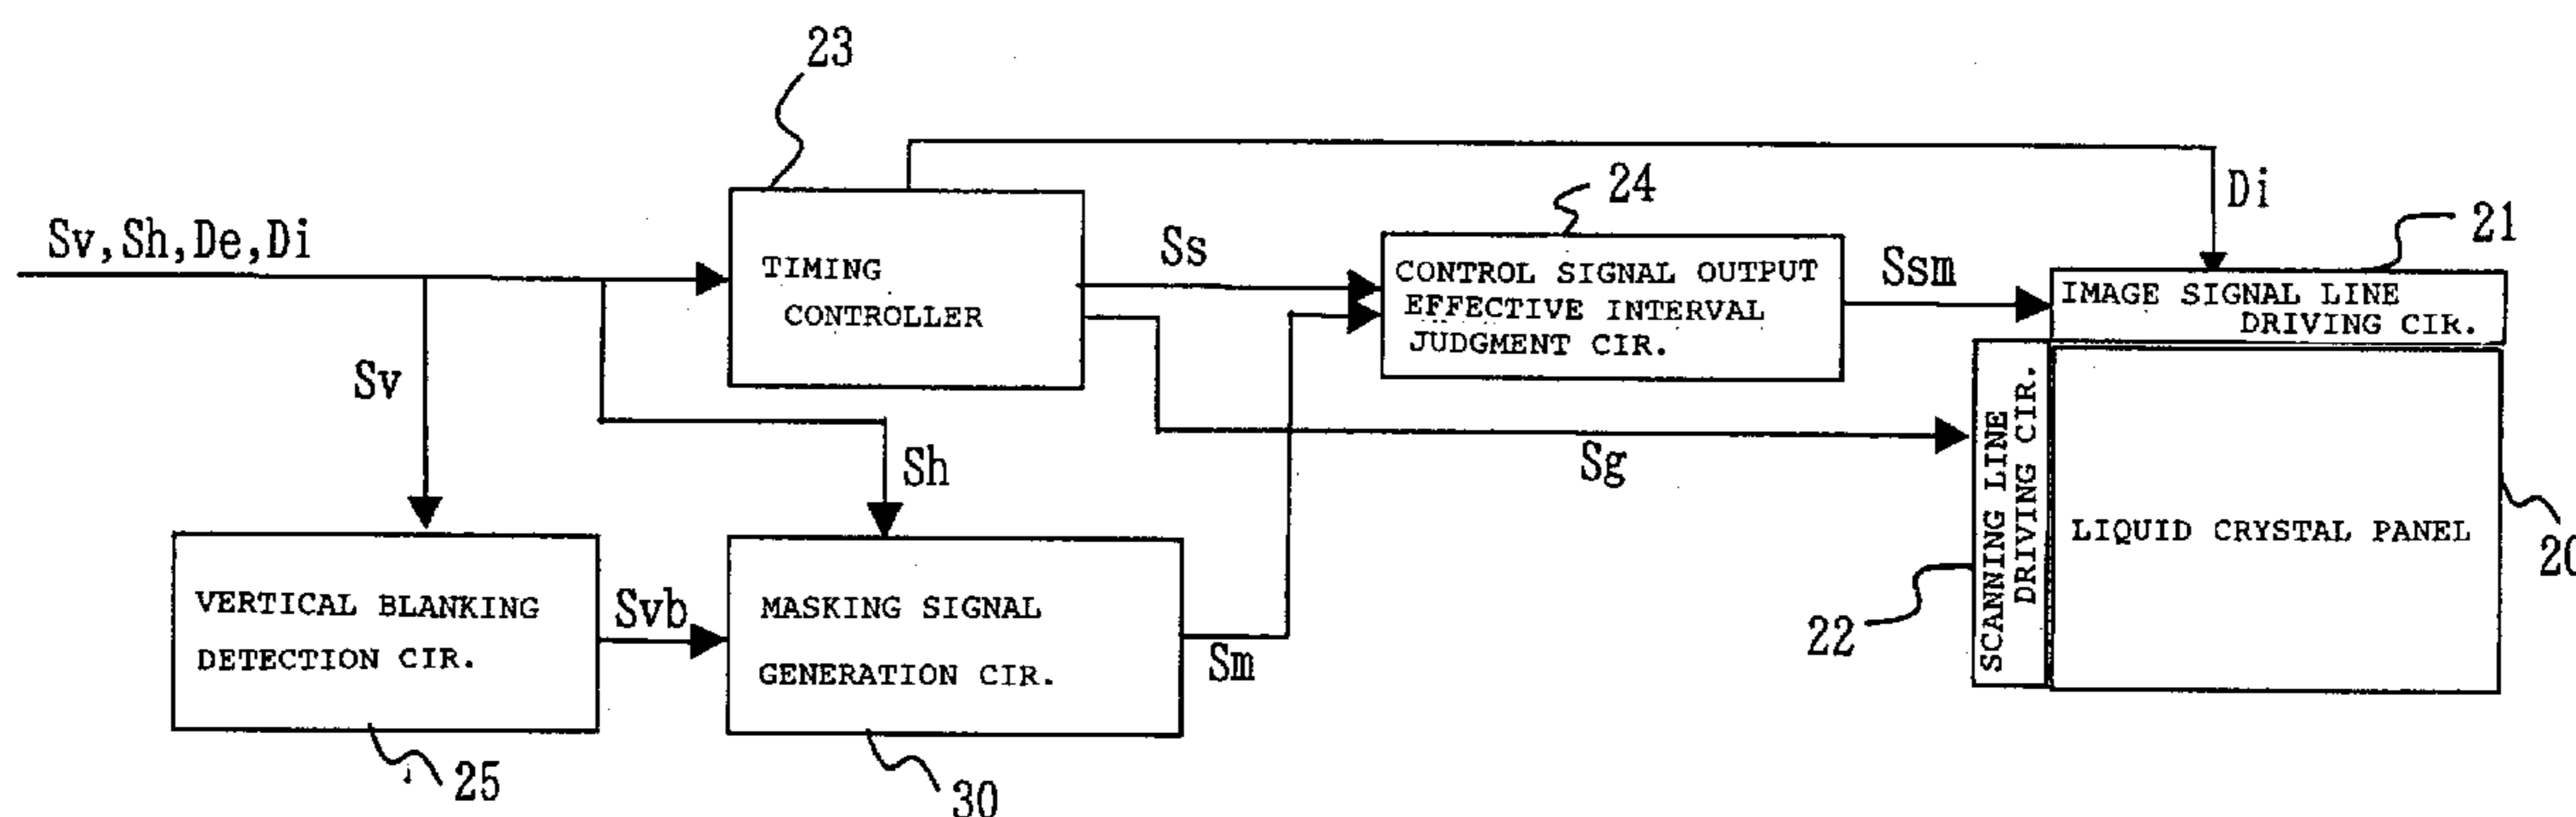 23
Sv,Sh,De,Di
TIMING
CONTROLLER
Ss
24
CONTROL SIGNAL OUTPUT
EFFECTIVE INTERVAL
JUDGMENT CIR.
Ssm
Di
21
IMAGE SIGNAL LINE
DRIVING CIR.
Sv
Sh
Sg
SCANNING LINE
DRIVING CIR.
22
LIQUID CRYSTAL PANEL
20
VERTICAL BLANKING
DETECTION CIR.
25
Svb
MASKING SIGNAL
GENERATION CIR.
30
Sm